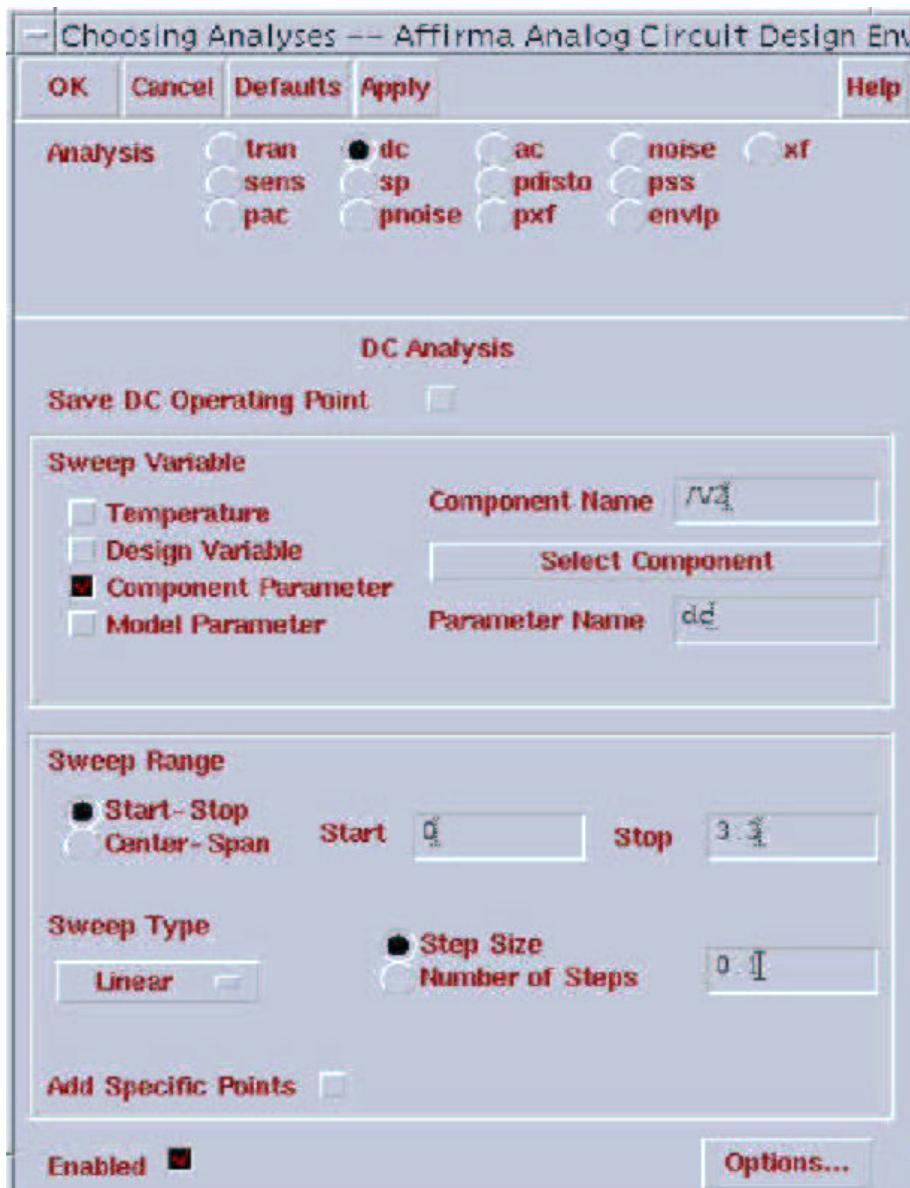 Choosing Analyses -- Affirma Analog Circuit Design Env
OK Cancel Defaults Apply Help
Analysis tran dc ac noise xf
sens sp pdisto pss
pac pnoise pxf envlp
DC Analysis
Save DC Operating Point
Sweep Variable
Temperature
Component Name
Design Variable
Select Component
Component Parameter
Model Parameter
Parameter Name dc
Sweep Range
Start-Stop
Center-Span
Start 0 Stop 3.3
Sweep Type
Linear
Step Size
Number of Steps
0.1
Add Specific Points
Enabled
Options...